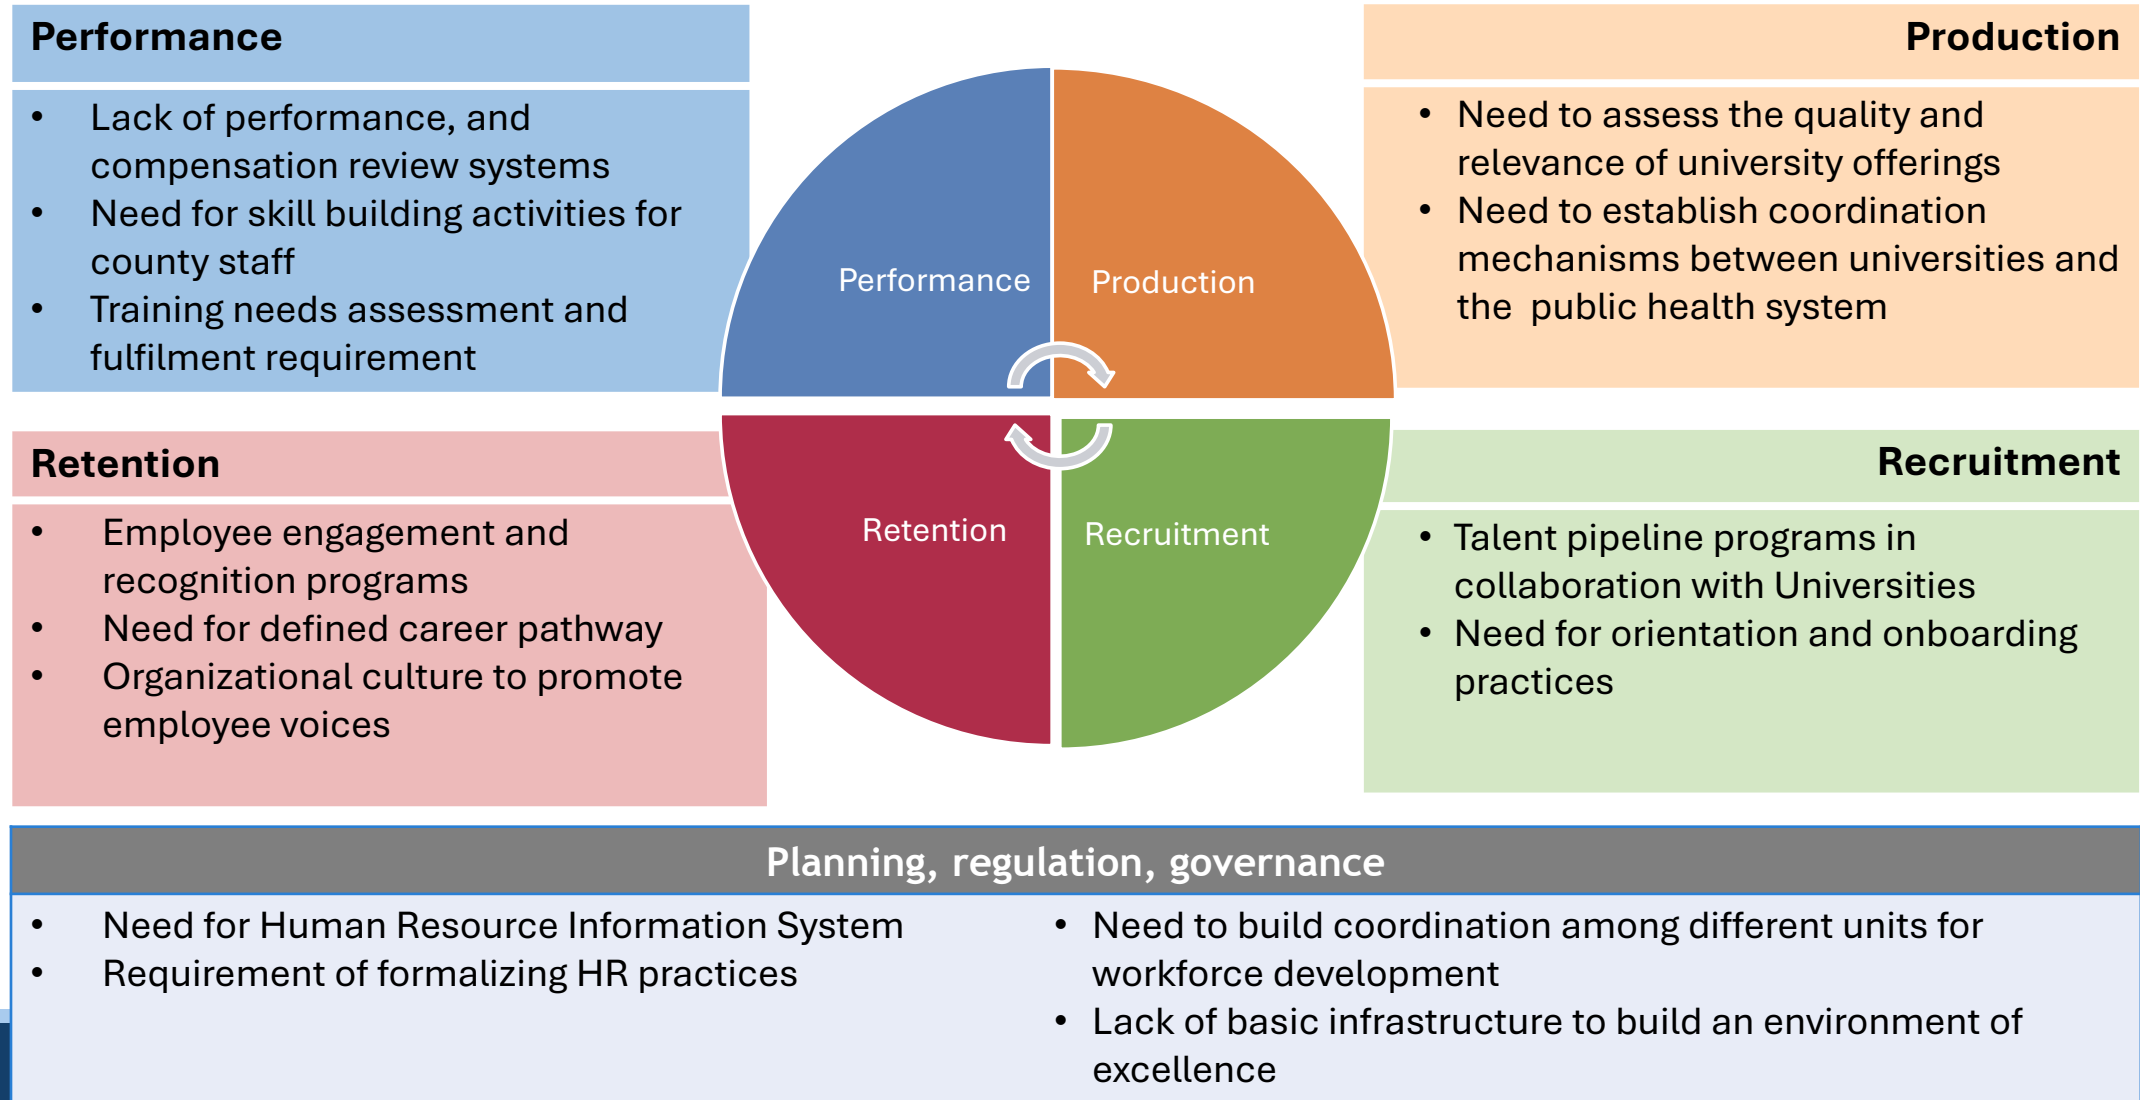 Performance
• Lack of performance, and
compensation review systems
• Need for skill building activities for
county staff
• Training needs assessment and
fulfilment requirement
Production
• Need to assess the quality and
relevance of university offerings
• Need to establish coordination
mechanisms between universities and
the  public health system
Performance
Production
Retention
Recruitment
Retention
• Employee engagement and
recognition programs
• Need for defined career pathway
• Organizational culture to promote
employee voices
Recruitment
• Talent pipeline programs in
collaboration with Universities
• Need for orientation and onboarding
practices
Planning, regulation, governance
• Need for Human Resource Information System
• Requirement of formalizing HR practices
• Need to build coordination among different units for
workforce development
• Lack of basic infrastructure to build an environment of
excellence